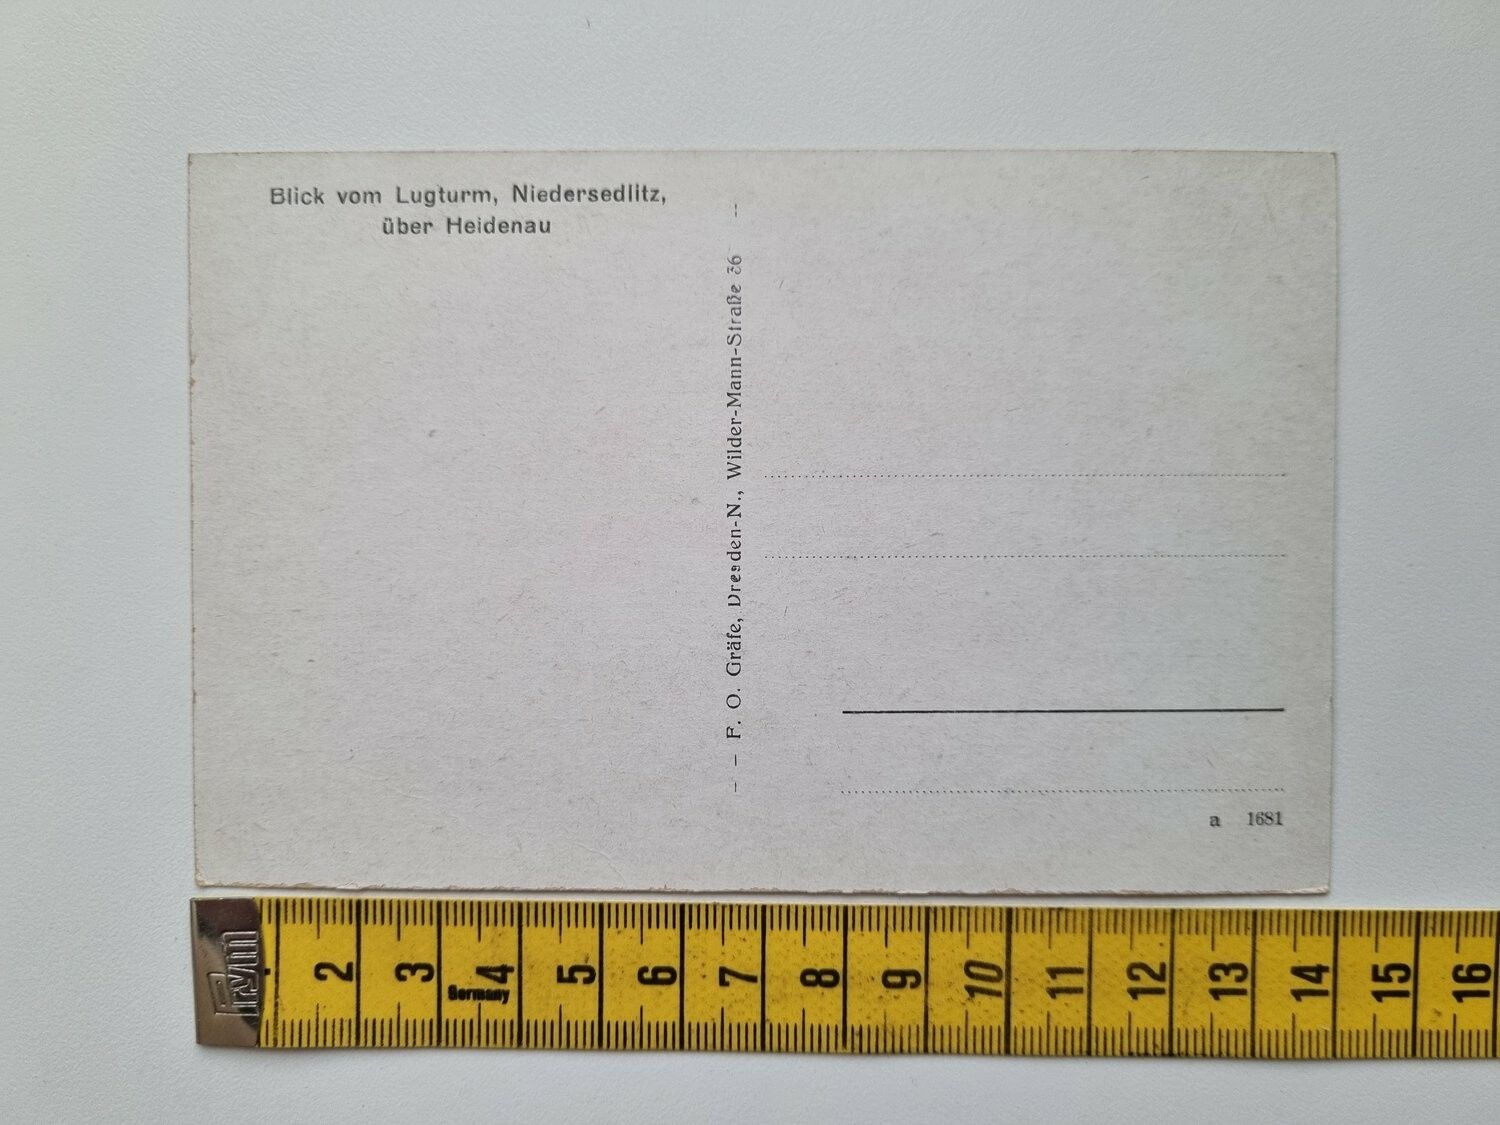 Blick vom Lugturm, Niedersedlitz,
über Heidenau
- - F. O. Gräfe, Dresden-N., Wilder-Mann-Straße 36 -
a 1681
Prym
2 3 4 5 6 7 8 9 10 11 12 13 14 15 16
Germany